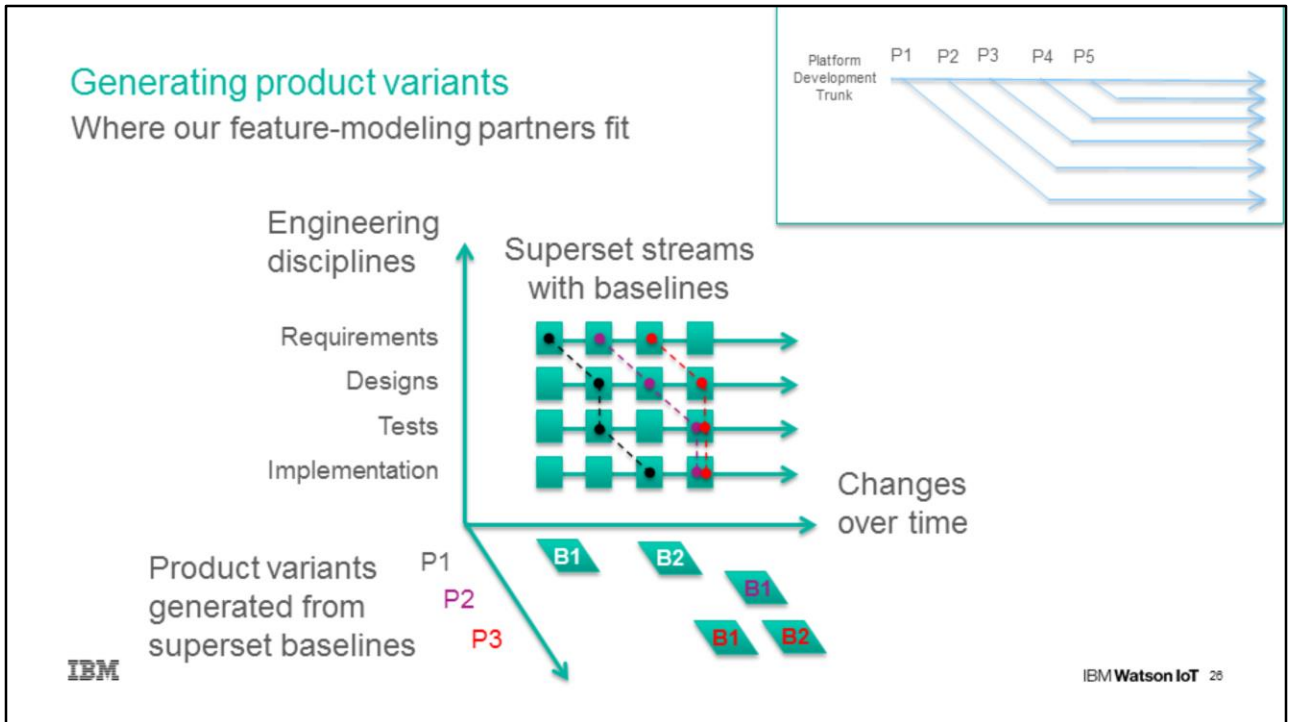 Generating product variants
Where our feature-modeling partners fit
Platform
Development
Trunk
P1 P2 P3 P4 P5
Engineering
disciplines
Superset streams
with baselines
Requirements
Designs
Tests
Implementation
Changes
over time
Product variants
generated from
superset baselines
P1
P2
P3
B1 B2
B1
B1 B2
IBM
IBM Watson IoT 26